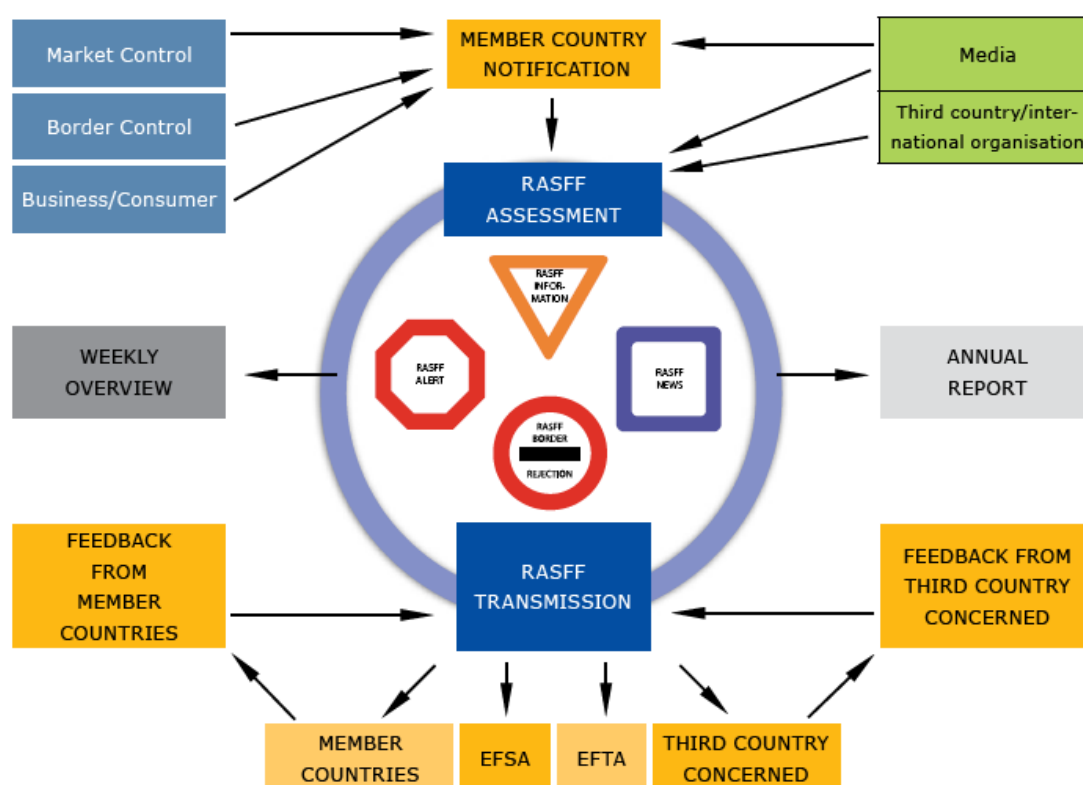 Market Control
Border Control
Business/Consumer
MEMBER COUNTRY
NOTIFICATION
Media
Third country/inter-
national organisation
RASFF
ASSESSMENT
RASFF
INFOR-
MATION
RASFF
ALERT
RASFF
NEWS
RASFF
BORDER
REJECTION
WEEKLY
OVERVIEW
ANNUAL
REPORT
FEEDBACK
FROM
MEMBER
COUNTRIES
RASFF
TRANSMISSION
FEEDBACK FROM
THIRD COUNTRY
CONCERNED
MEMBER
COUNTRIES
EFSA
EFTA
THIRD COUNTRY
CONCERNED